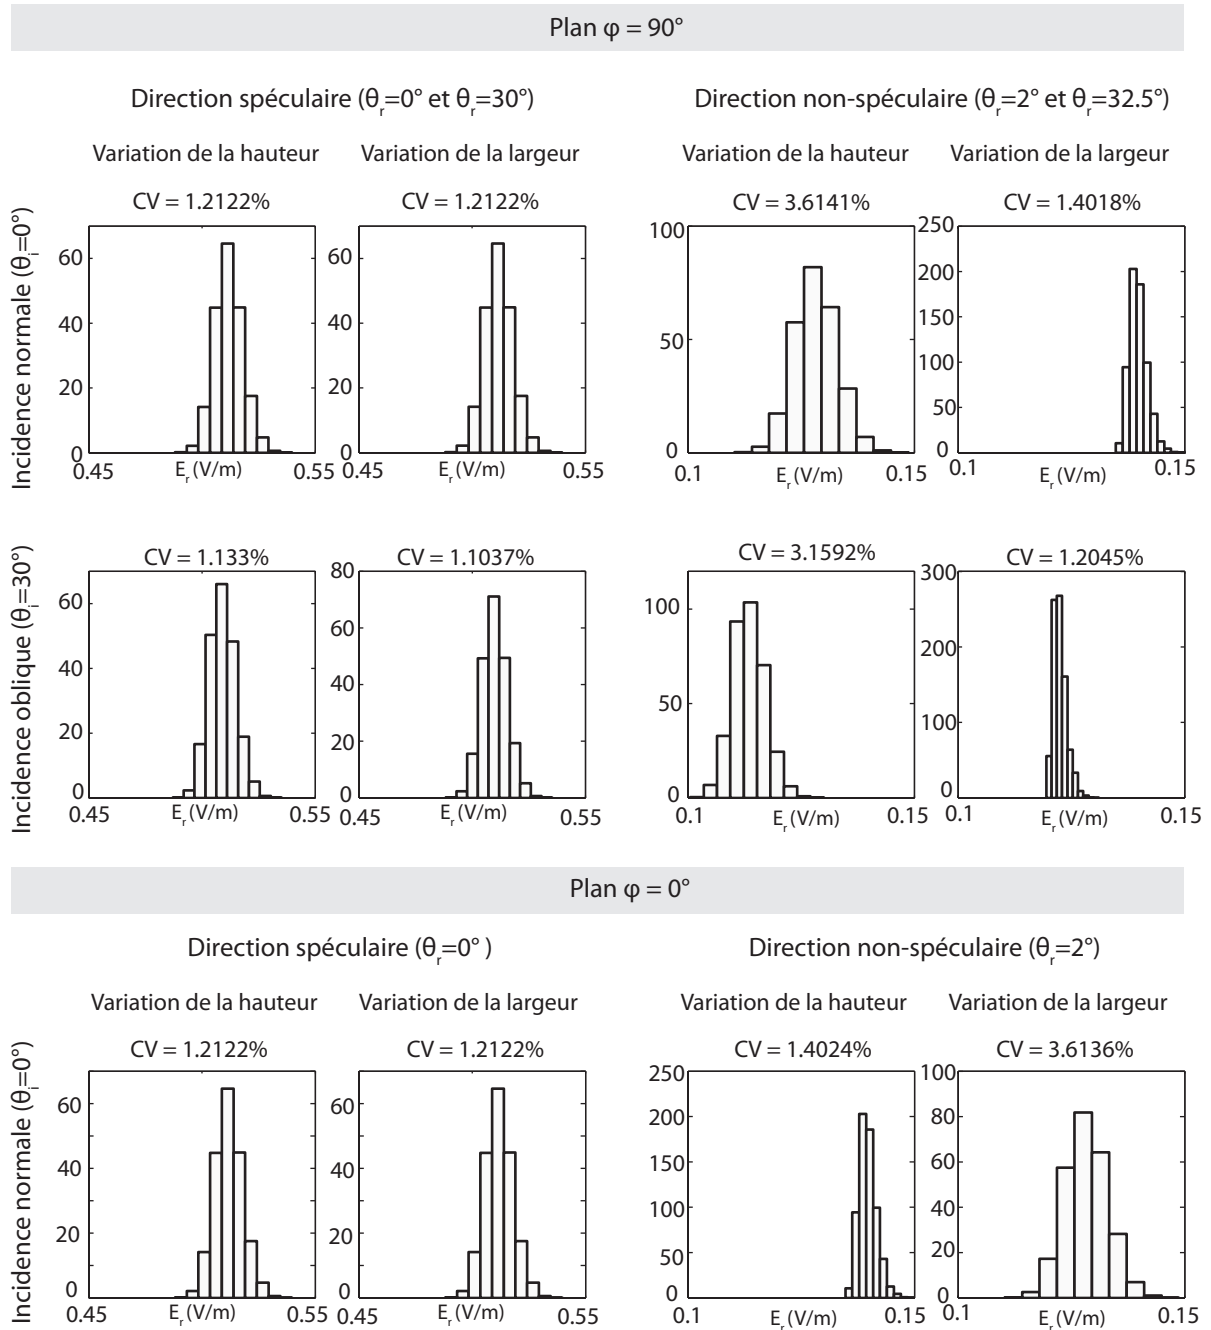 Plan φ = 90°
Direction spéculaire (θr=0° et θr=30°) Direction non-spéculaire (θr=2° et θr=32.5°)
Variation de la hauteur Variation de la largeur Variation de la hauteur Variation de la largeur
CV = 1.2122% CV = 1.2122% CV = 3.6141% CV = 1.4018%
Incidence normale (θi=0°)
60 40 20 0
0.45 Er (V/m) 0.55
60 40 20 0
0.45 Er (V/m) 0.55
100 50 0
0.1 Er (V/m) 0.15
250 200 150 100 50 0
0.1 Er (V/m) 0.15
CV = 1.133% CV = 1.1037% CV = 3.1592% CV = 1.2045%
Incidence oblique (θi=30°)
60 40 20 0
0.45 Er (V/m) 0.55
80 60 40 20 0
0.45 Er (V/m) 0.55
100 50 0
0.1 Er (V/m) 0.15
300 200 100 0
0.1 Er (V/m) 0.15
Plan φ = 0°
Direction spéculaire (θr=0° ) Direction non-spéculaire (θr=2°)
Variation de la hauteur Variation de la largeur Variation de la hauteur Variation de la largeur
CV = 1.2122% CV = 1.2122% CV = 1.4024% CV = 3.6136%
Incidence normale (θi=0°)
60 40 20 0
0.45 Er (V/m) 0.55
60 40 20 0
0.45 Er (V/m) 0.55
250 200 150 100 50 0
0.1 Er (V/m) 0.15
100 80 60 40 20 0
0.1 Er (V/m) 0.15